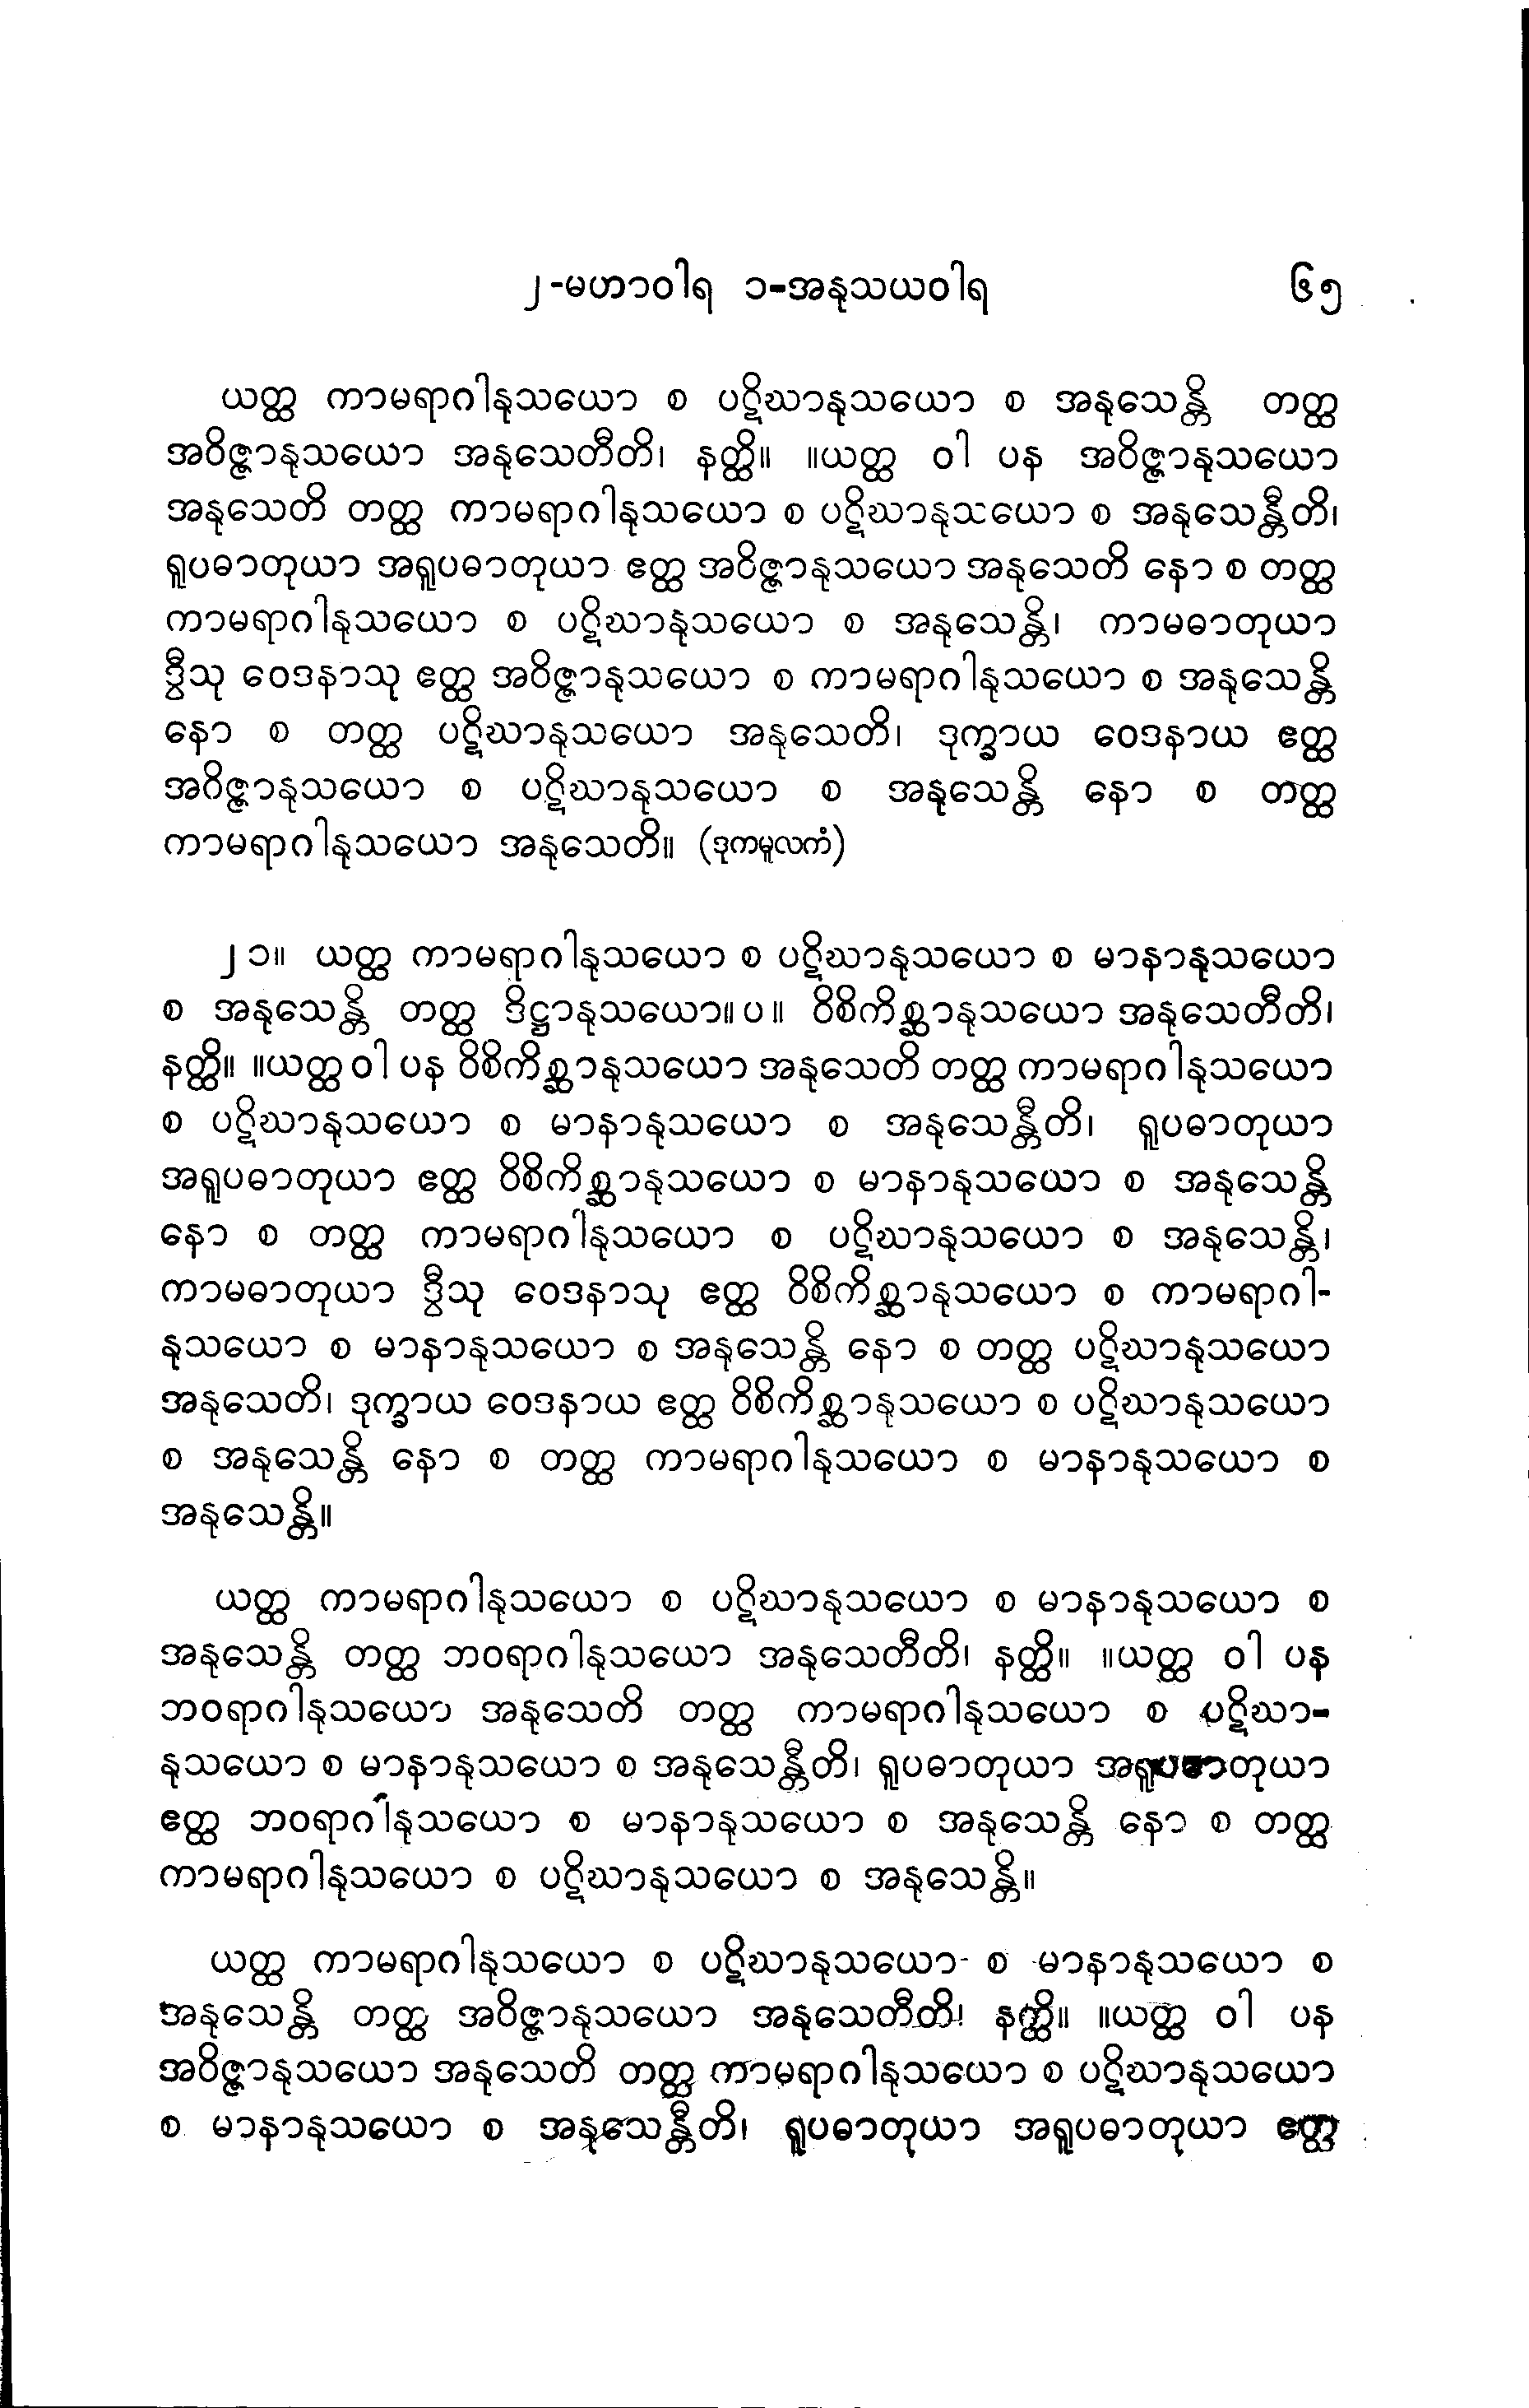 ၂-မဟာဝါရ ၁-အနုသယဝါရ ၆၅
ယတ္ထ ကာမရာဂါနုသယော စ ပဋိဃာနုသယော စ အနုသေန္တိ တတ္ထ
အဝိဇ္ဇာနုသယော အနုသေတီတိ၊ နတ္ထိ။ ။ယတ္ထ ဝါ ပန အဝိဇ္ဇာနုသယော
အနုသေတိ တတ္ထ ကာမရာဂါနုသယော စ ပဋိဃာနုသယော စ အနုသေန္တီတိ၊
ရူပဓာတုယာ အရူပဓာတုယာ ဧတ္ထ အဝိဇ္ဇာနုသယော အနုသေတိ နော စ တတ္ထ
ကာမရာဂါနုသယော စ ပဋိဃာနုသယော စ အနုသေန္တိ၊ ကာမဓာတုယာ
ဒွီသု ဝေဒနာသု ဧတ္ထ အဝိဇ္ဇာနုသယော စ ကာမရာဂါနုသယော စ အနုသေန္တိ
နော စ တတ္ထ ပဋိဃာနုသယော အနုသေတိ၊ ဒုက္ခာယ ဝေဒနာယ ဧတ္ထ
အဝိဇ္ဇာနုသယော စ ပဋိဃာနုသယော စ အနုသေန္တိ နော စ တတ္ထ
ကာမရာဂါနုသယော အနုသေတိ။ (ဒုကမူလကံ)
၂၁။ ယတ္ထ ကာမရာဂါနုသယော စ ပဋိဃာနုသယော စ မာနာနုသယော
စ အနုသေန္တိ တတ္ထ ဒိဋ္ဌာနုသယော။ပ။ ဝိစိကိစ္ဆာနုသယော အနုသေတီတိ၊
နတ္ထိ။ ။ယတ္ထ ဝါ ပန ဝိစိကိစ္ဆာနုသယော အနုသေတိ တတ္ထ ကာမရာဂါနုသယော
စ ပဋိဃာနုသယော စ မာနာနုသယော စ အနုသေန္တီတိ၊ ရူပဓာတုယာ
အရူပဓာတုယာ ဧတ္ထ ဝိစိကိစ္ဆာနုသယော စ မာနာနုသယော စ အနုသေန္တိ
နော စ တတ္ထ ကာမရာဂါနုသယော စ ပဋိဃာနုသယော စ အနုသေန္တိ၊
ကာမဓာတုယာ ဒွီသု ဝေဒနာသု ဧတ္ထ ဝိစိကိစ္ဆာနုသယော စ ကာမရာဂါ-
နုသယော စ မာနာနုသယော စ အနုသေန္တိ နော စ တတ္ထ ပဋိဃာနုသယော
အနုသေတိ၊ ဒုက္ခာယ ဝေဒနာယ ဧတ္ထ ဝိစိကိစ္ဆာနုသယော စ ပဋိဃာနုသယော
စ အနုသေန္တိ နော စ တတ္ထ ကာမရာဂါနုသယော စ မာနာနုသယော စ
အနုသေန္တိ။
ယတ္ထ ကာမရာဂါနုသယော စ ပဋိဃာနုသယော စ မာနာနုသယော စ
အနုသေန္တိ တတ္ထ ဘဝရာဂါနုသယော အနုသေတီတိ၊ နတ္ထိ။ ။ယတ္ထ ဝါ ပန
ဘဝရာဂါနုသယော အနုသေတိ တတ္ထ ကာမရာဂါနုသယော စ ပဋိဃာ-
နုသယော စ မာနာနုသယော စ အနုသေန္တီတိ၊ ရူပဓာတုယာ အရူပဓာတုယာ
ဧတ္ထ ဘဝရာဂါနုသယော စ မာနာနုသယော စ အနုသေန္တိ နော စ တတ္ထ
ကာမရာဂါနုသယော စ ပဋိဃာနုသယော စ အနုသေန္တိ။
ယတ္ထ ကာမရာဂါနုသယော စ ပဋိဃာနုသယော စ မာနာနုသယော စ
အနုသေန္တိ တတ္ထ အဝိဇ္ဇာနုသယော အနုသေတီတိ၊ နတ္ထိ။ ။ယတ္ထ ဝါ ပန
အဝိဇ္ဇာနုသယော အနုသေတိ တတ္ထ ကာမရာဂါနုသယော စ ပဋိဃာနုသယော
စ မာနာနုသယော စ အနုသေန္တီတိ၊ ရူပဓာတုယာ အရူပဓာတုယာ ဧတ္ထ